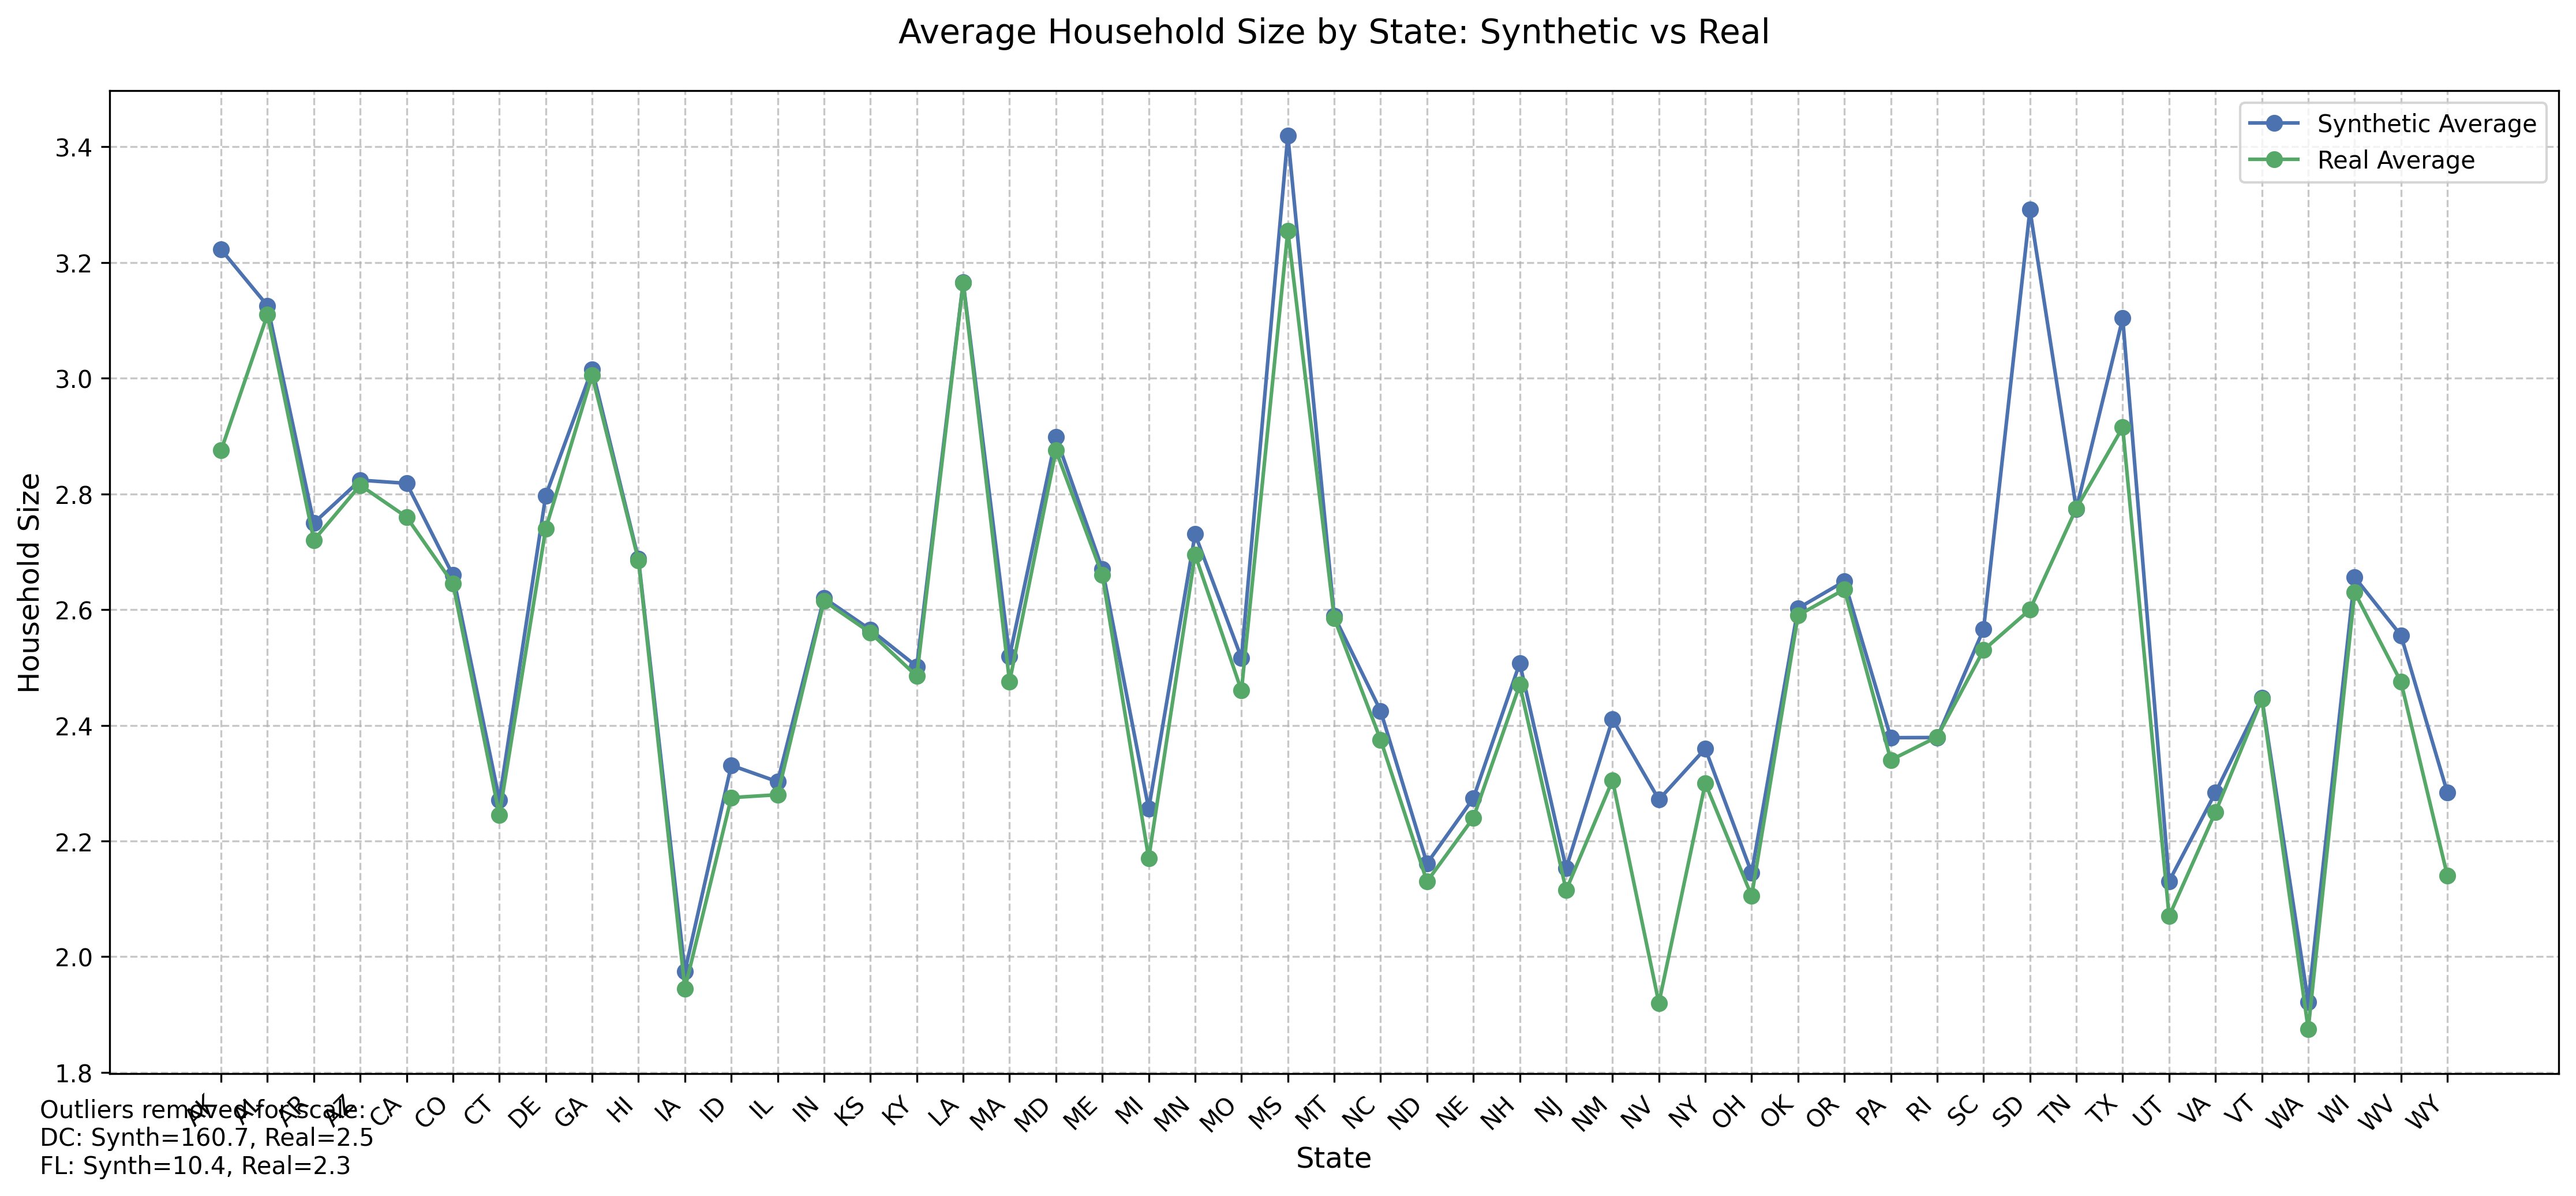 Average Household Size by State: Synthetic vs Real
Synthetic Average
Real Average
Household Size
3.4
3.2
3.0
2.8
2.6
2.4
2.2
2.0
1.8
AK AL AR AZ CA CO CT DE GA HI IA ID IL IN KS KY LA MA MD ME MI MN MO MS MT NC ND NE NH NJ NM NV NY OH OK OR PA RI SC SD TN TX UT VA VT WA WI WV WY
State
Outliers removed for scale:
DC: Synth=160.7, Real=2.5
FL: Synth=10.4, Real=2.3